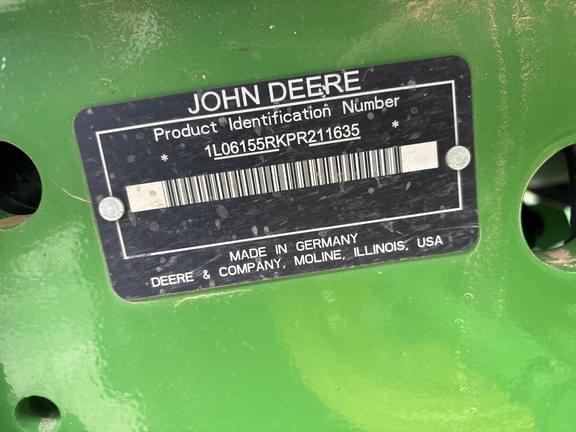 JOHN DEERE
Product Identification Number
* 1L06155RKPR211635 *
MADE IN GERMANY
DEERE & COMPANY, MOLINE, ILLINOIS, USA